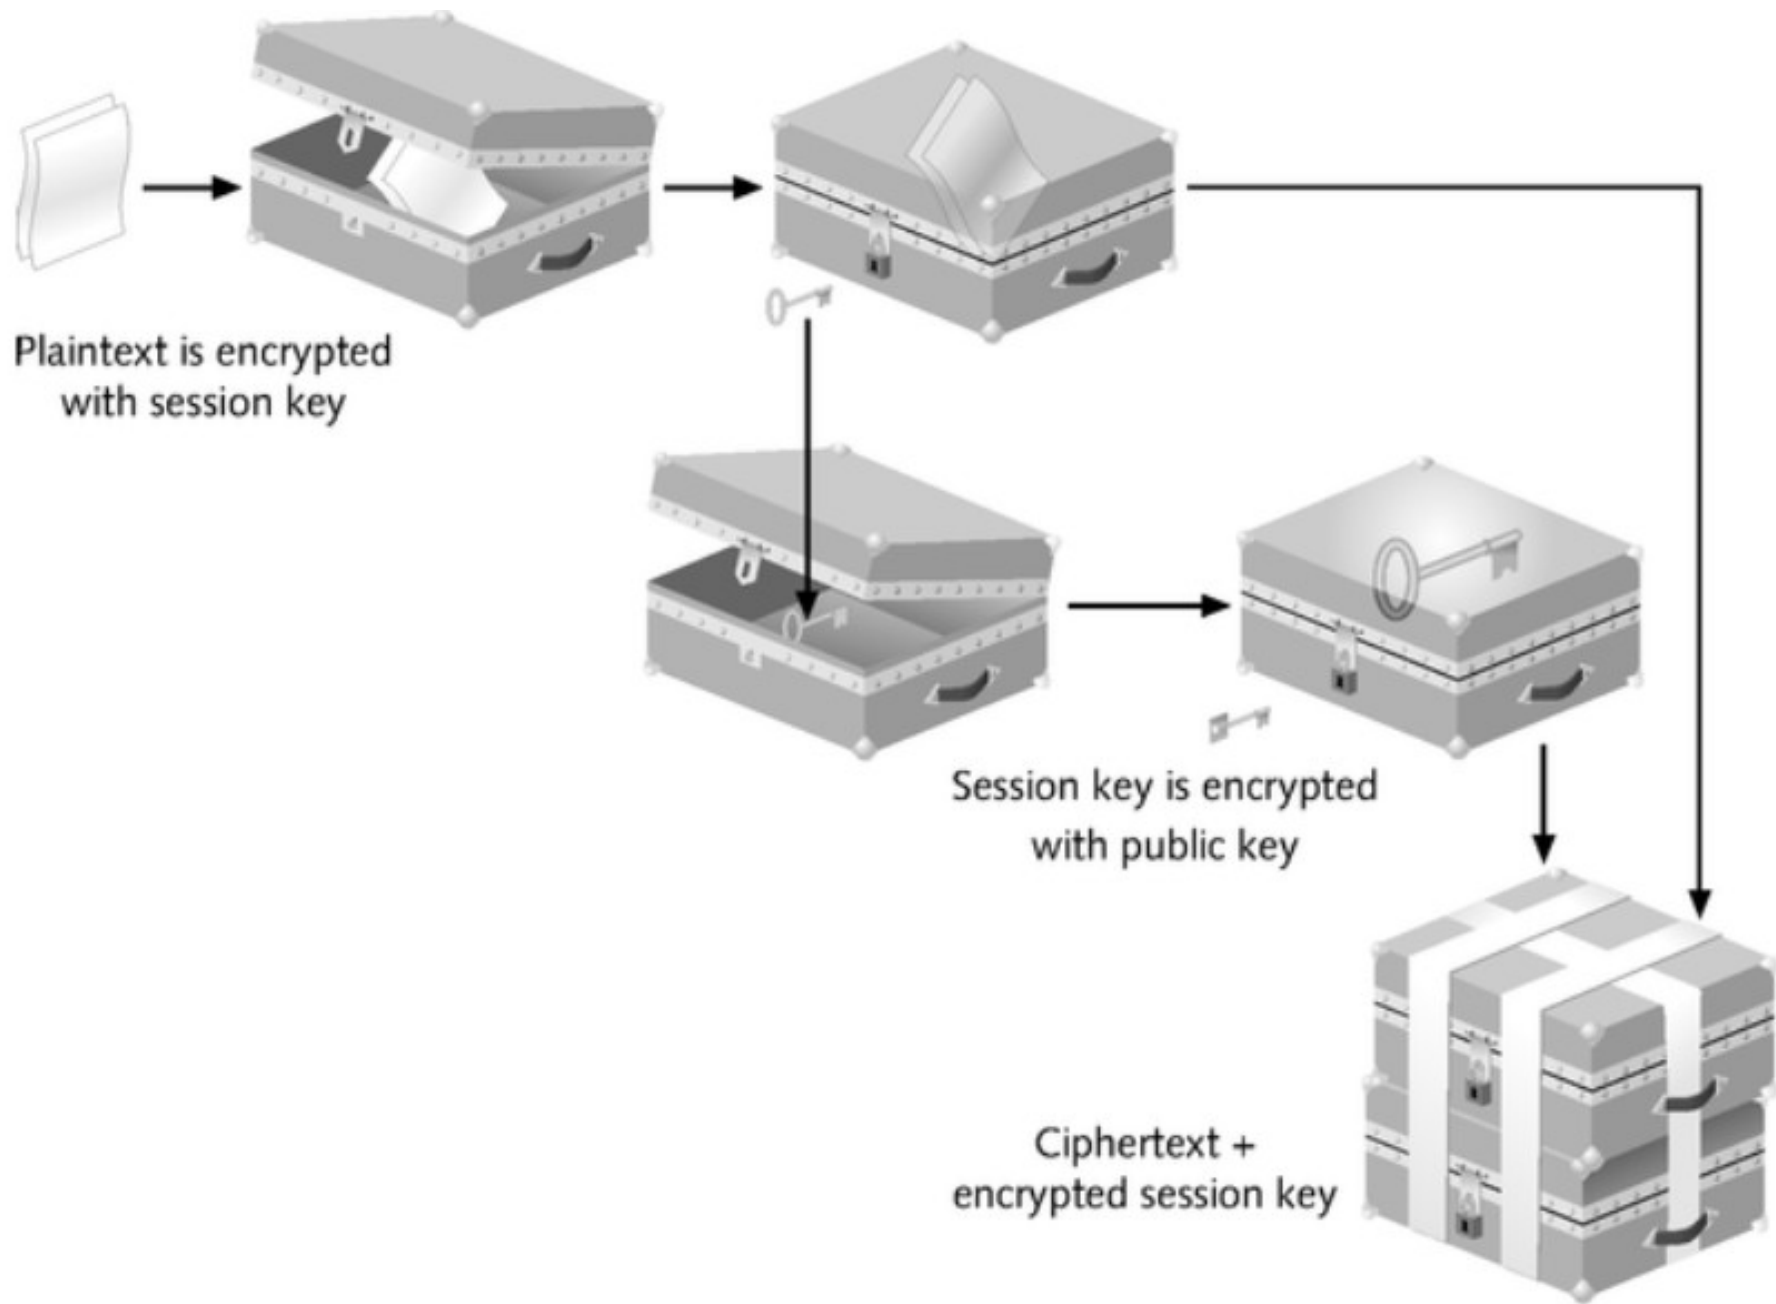 Plaintext is encrypted
with session key
Session key is encrypted
with public key
Ciphertext +
encrypted session key